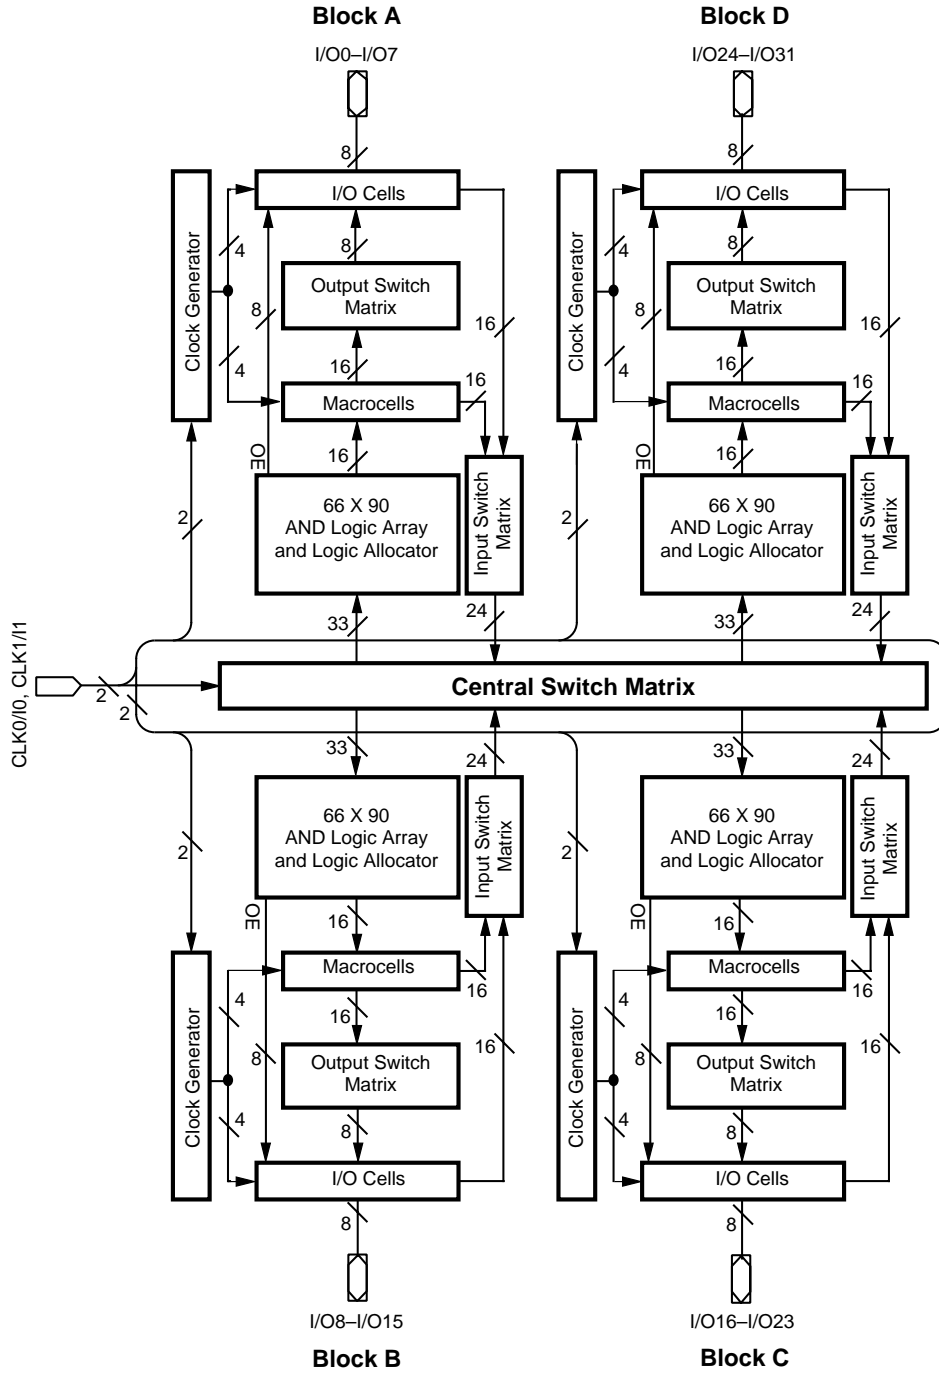 Block A
Block D
I/O0–I/O7
I/O24–I/O31
8
8
I/O Cells
I/O Cells
Clock Generator
4
8
Clock Generator
4
8
Output Switch
Matrix
Output Switch
Matrix
8
16
8
16
4
16
16
4
16
16
Macrocells
Macrocells
OE
16
OE
16
66 X 90
AND Logic Array
and Logic Allocator
Input Switch
Matrix
66 X 90
AND Logic Array
and Logic Allocator
Input Switch
Matrix
2
2
33
24
33
24
CLK0/I0, CLK1/I1
2
2
Central Switch Matrix
33
24
33
24
66 X 90
AND Logic Array
and Logic Allocator
Input Switch
Matrix
66 X 90
AND Logic Array
and Logic Allocator
Input Switch
Matrix
2
2
OE
16
OE
16
Macrocells
Macrocells
16
16
Clock Generator
4
16
Clock Generator
4
16
8
16
8
16
Output Switch
Matrix
Output Switch
Matrix
4
8
4
8
I/O Cells
I/O Cells
8
8
I/O8–I/O15
I/O16–I/O23
Block B
Block C